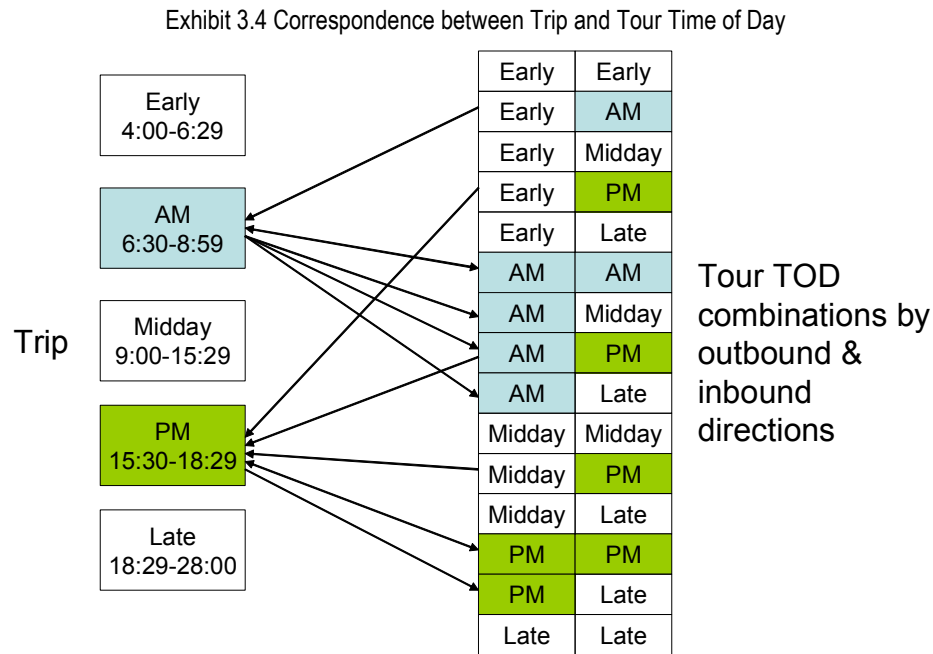 Exhibit 3.4 Correspondence between Trip and Tour Time of Day
Trip
Early
4:00-6:29
AM
6:30-8:59
Midday
9:00-15:29
PM
15:30-18:29
Late
18:29-28:00
Early Early
Early AM
Early Midday
Early PM
Early Late
AM AM
AM Midday
AM PM
AM Late
Midday Midday
Midday PM
Midday Late
PM PM
PM Late
Late Late
Tour TOD
combinations by
outbound &
inbound
directions